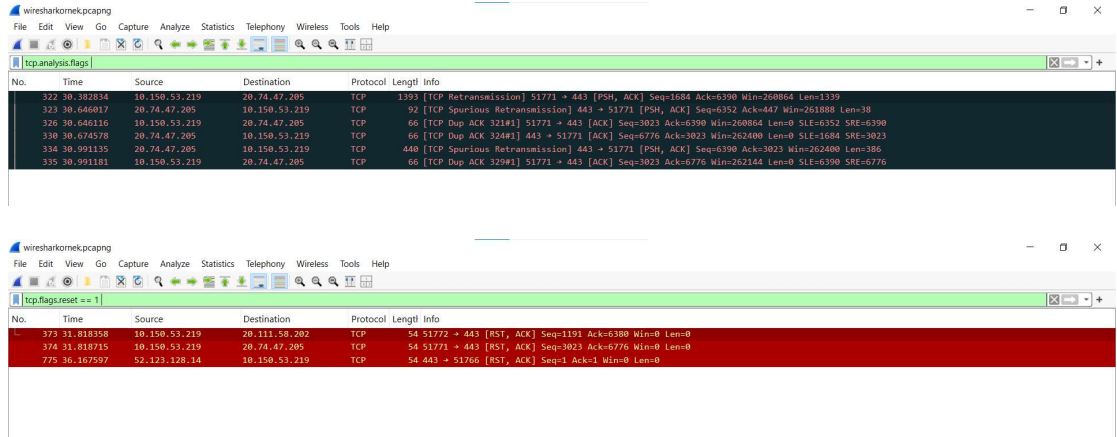 wiresharkornek.pcapng
File Edit View Go Capture Analyze Statistics Telephony Wireless Tools Help
tcp.analysis.flags
No. Time Source Destination Protocol Lengtl Info
322 30.382834 10.150.53.219 20.74.47.205 TCP 1393 [TCP Retransmission] 51771 → 443 [PSH, ACK] Seq=1684 Ack=6390 Win=260864 Len=1339
323 30.646017 20.74.47.205 10.150.53.219 TCP 92 [TCP Spurious Retransmission] 443 → 51771 [PSH, ACK] Seq=6352 Ack=447 Win=261888 Len=38
326 30.646116 10.150.53.219 20.74.47.205 TCP 66 [TCP Dup ACK 321#1] 51771 → 443 [ACK] Seq=3023 Ack=6390 Win=260864 Len=0 SLE=6352 SRE=6390
330 30.674578 20.74.47.205 10.150.53.219 TCP 66 [TCP Dup ACK 324#1] 443 → 51771 [ACK] Seq=6776 Ack=3023 Win=262400 Len=0 SLE=1684 SRE=3023
334 30.991135 20.74.47.205 10.150.53.219 TCP 440 [TCP Spurious Retransmission] 443 → 51771 [PSH, ACK] Seq=6390 Ack=3023 Win=262400 Len=386
335 30.991181 10.150.53.219 20.74.47.205 TCP 66 [TCP Dup ACK 329#1] 51771 → 443 [ACK] Seq=3023 Ack=6776 Win=262144 Len=0 SLE=6390 SRE=6776
wiresharkornek.pcapng
File Edit View Go Capture Analyze Statistics Telephony Wireless Tools Help
tcp.flags.reset == 1
No. Time Source Destination Protocol Lengtl Info
373 31.818358 10.150.53.219 20.111.58.202 TCP 54 51772 → 443 [RST, ACK] Seq=1191 Ack=6380 Win=0 Len=0
374 31.818715 10.150.53.219 20.74.47.205 TCP 54 51771 → 443 [RST, ACK] Seq=3023 Ack=6776 Win=0 Len=0
775 36.167597 52.123.128.14 10.150.53.219 TCP 54 443 → 51766 [RST, ACK] Seq=1 Ack=1 Win=0 Len=0